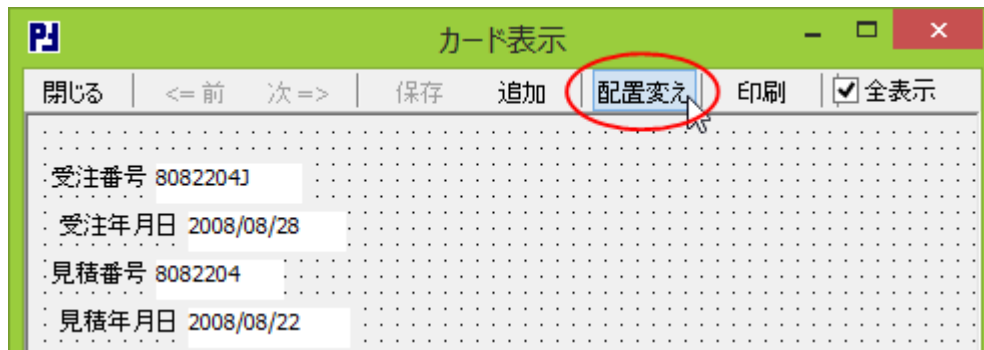 カード表示
閉じる <= 前 次 => 保存 追加 配置変え 印刷 全表示
受注番号 8082204J
受注年月日 2008/08/28
見積番号 8082204
見積年月日 2008/08/22